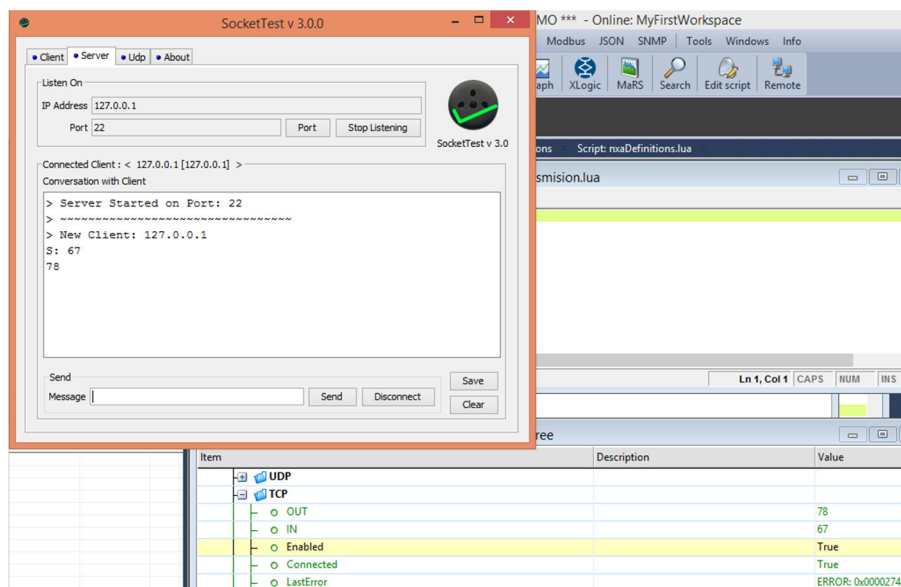 SocketTest v 3.0.0
MO *** - Online: MyFirstWorkspace
Modbus JSON SNMP Tools Windows Info
Client Server Udp About
aph XLogic MaRS Search Edit script Remote
Listen On
IP Address 127.0.0.1
Port 22 Port Stop Listening
SocketTest v 3.0
ons Script: nxaDefinitions.lua
smision.lua
Connected Client : < 127.0.0.1 [127.0.0.1] >
Conversation with Client
> Server Started on Port: 22
> ~~~~~~~~~~~~~~~~~~~~~~~~~~~~~~~~~
> New Client: 127.0.0.1
S: 67
78
Send
Message Send Disconnect
Save
Clear
Ln 1, Col 1 CAPS NUM INS
ree
Item Description Value
UDP
TCP
OUT 78
IN 67
Enabled True
Connected True
LastError ERROR: 0x0000274